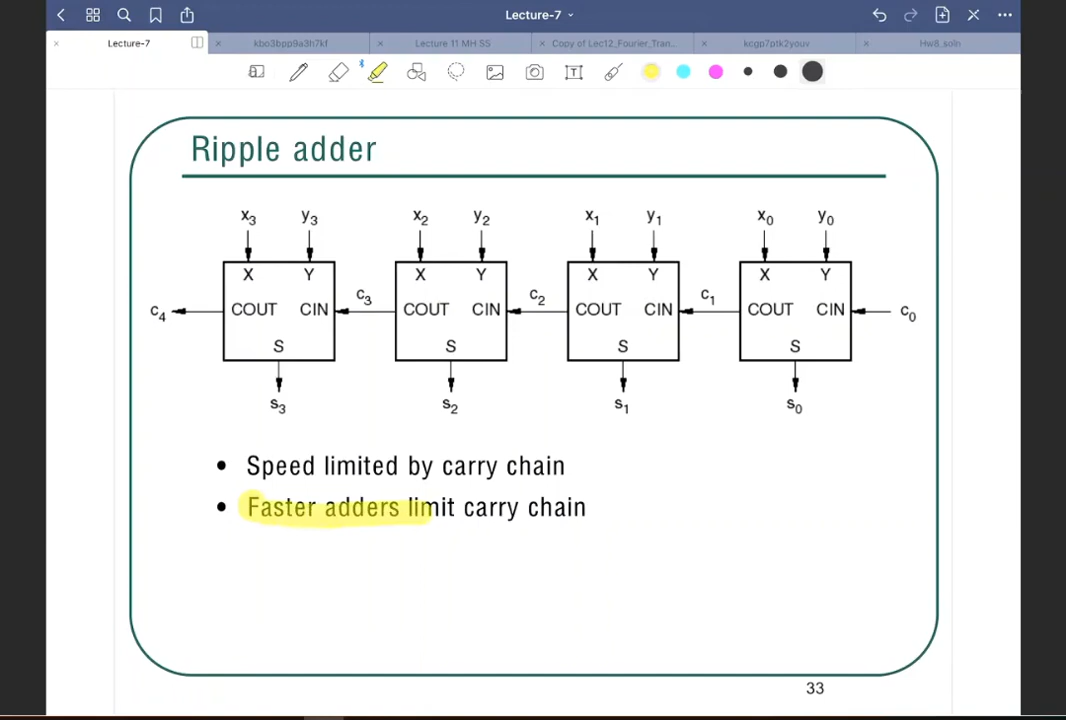 Lecture-7
Lecture-7
kbo3bpp9a3h7kf
Lecture 11 MH SS
Copy of Lec12_Fourier_Tran...
kcgp7ptk2youv
Hw8_soln
Ripple adder
x3 y3 x2 y2 x1 y1 x0 y0
X Y X Y X Y X Y
c4 COUT CIN c3 COUT CIN c2 COUT CIN c1 COUT CIN c0
S S S S
s3 s2 s1 s0
• Speed limited by carry chain
• Faster adders limit carry chain
33